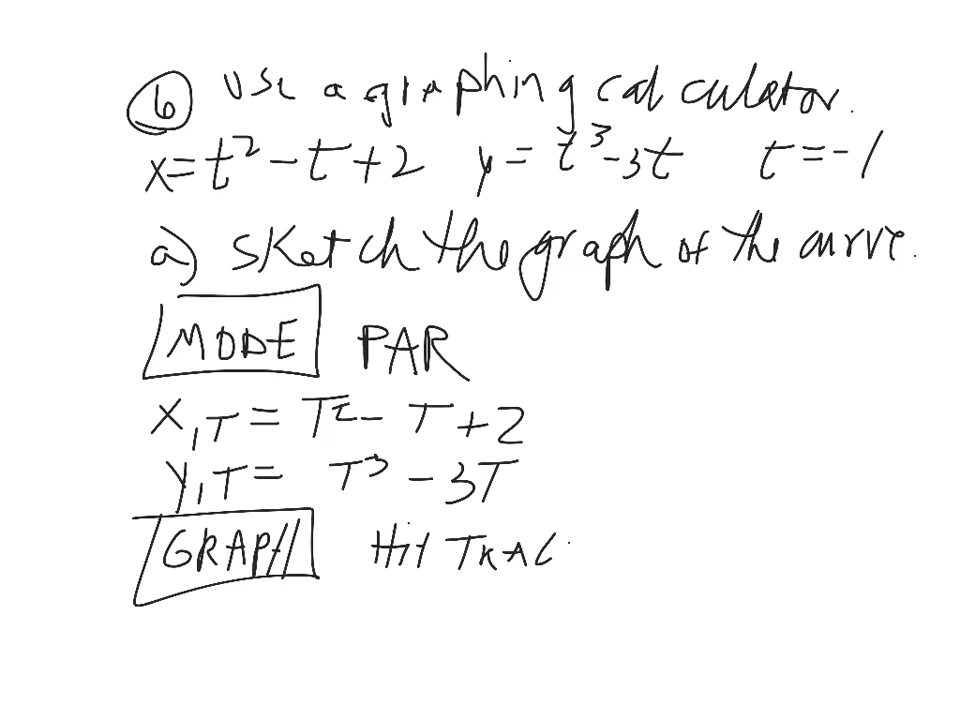 6 Use a graphing calculator.
x=t²-t+2 y=t³-3t t=-1
a) sketch the graph of the curve.
MODE PAR
X₁T=T²-T+2
Y₁T=T³-3T
GRAPH Hit TRAC